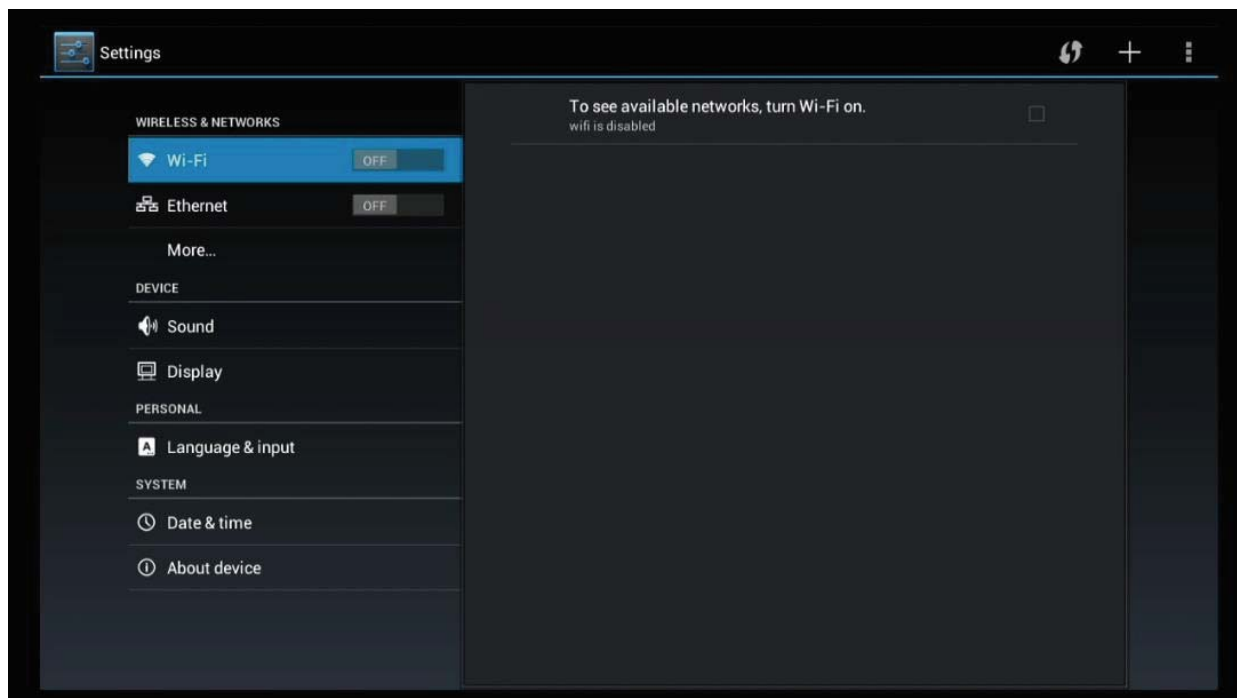 Settings
WIRELESS & NETWORKS
Wi-Fi OFF
Ethernet OFF
More...
DEVICE
Sound
Display
PERSONAL
Language & input
SYSTEM
Date & time
About device
To see available networks, turn Wi-Fi on.
wifi is disabled